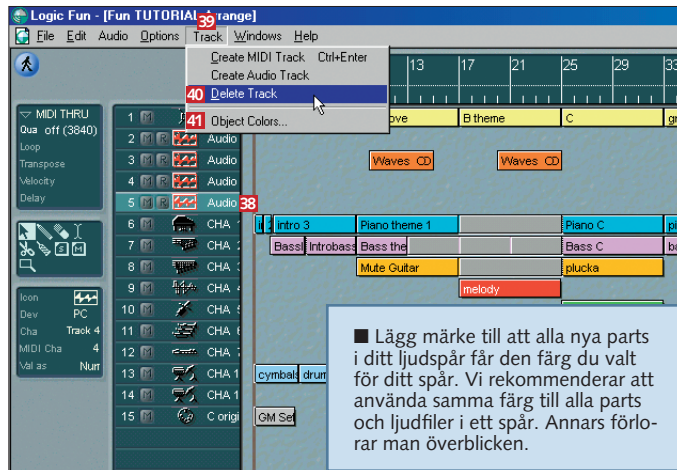 Logic Fun - [Fun TUTORIAL Arrange]
39
File Edit Audio Options Track Windows Help
Create MIDI Track Ctrl+Enter
Create Audio Track
40 Delete Track
41 Object Colors...
13 17 21 25 29 33
MIDI THRU
Qua off (3840)
Loop
Transpose
Velocity
Delay
Icon
Dev PC
Cha Track 4
MIDI Cha 4
Val as Num
1 M B theme C
2 M R Audio
3 M R Audio Waves Waves
4 M R Audio
5 M R Audio 38
6 M CHA intro 3 Piano theme 1 Piano C
7 M CHA Bassl Introbass Bass the Bass C
8 M CHA Mute Guitar plucka
9 M CHA melody
10 M CHA
11 M CHA
12 M CHA
13 M CHA 1 cymbals drum
14 M CHA 1
15 M C origi GM Set
■ Lägg märke till att alla nya parts
i ditt ljudspår får den färg du valt
för ditt spår. Vi rekommenderar att
använda samma färg till alla parts
och ljudfiler i ett spår. Annars förlo-
rar man överblicken.